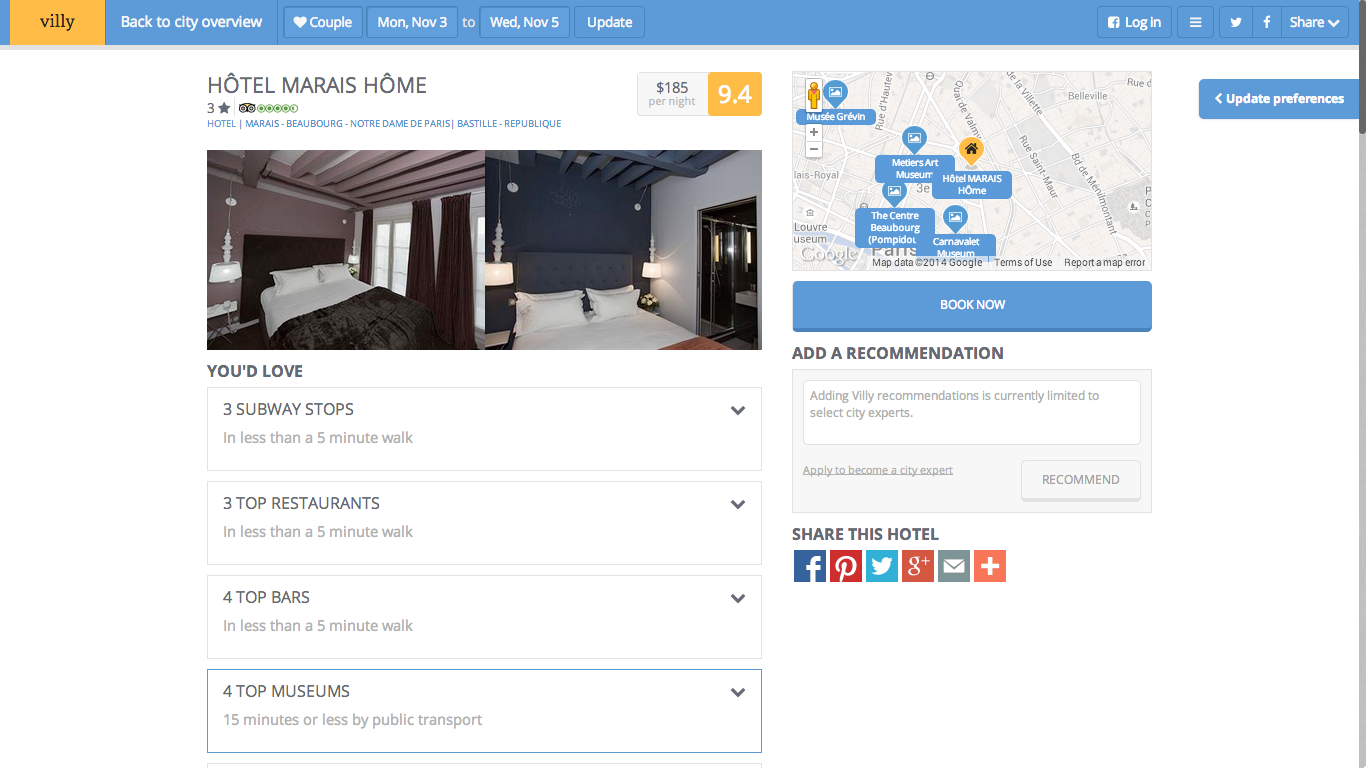 villy
Back to city overview
Couple
Mon, Nov 3
to
Wed, Nov 5
Update
Log in
Share
HÔTEL MARAIS HÔME
3
$185
per night
9.4
HOTEL | MARAIS - BEAUBOURG - NOTRE DAME DE PARIS| BASTILLE - REPUBLIQUE
YOU'D LOVE
3 SUBWAY STOPS
In less than a 5 minute walk
3 TOP RESTAURANTS
In less than a 5 minute walk
4 TOP BARS
In less than a 5 minute walk
4 TOP MUSEUMS
15 minutes or less by public transport
Musée Grévin
Rue d'Hautev
Belleville
Rue d
Metiers Art
Museum
Hôtel MARAIS
HÔme
lais-Royal
3e
The Centre
Beaubourg
(Pompidou
Carnavalet
Museum
Louvre
useum
Paris
nal de Valmy
de la Villette
Rue Saint-Maur
Bd de Ménilmontant
Google
Map data ©2014 Google
Terms of Use
Report a map error
Update preferences
BOOK NOW
ADD A RECOMMENDATION
Adding Villy recommendations is currently limited to
select city experts.
Apply to become a city expert
RECOMMEND
SHARE THIS HOTEL